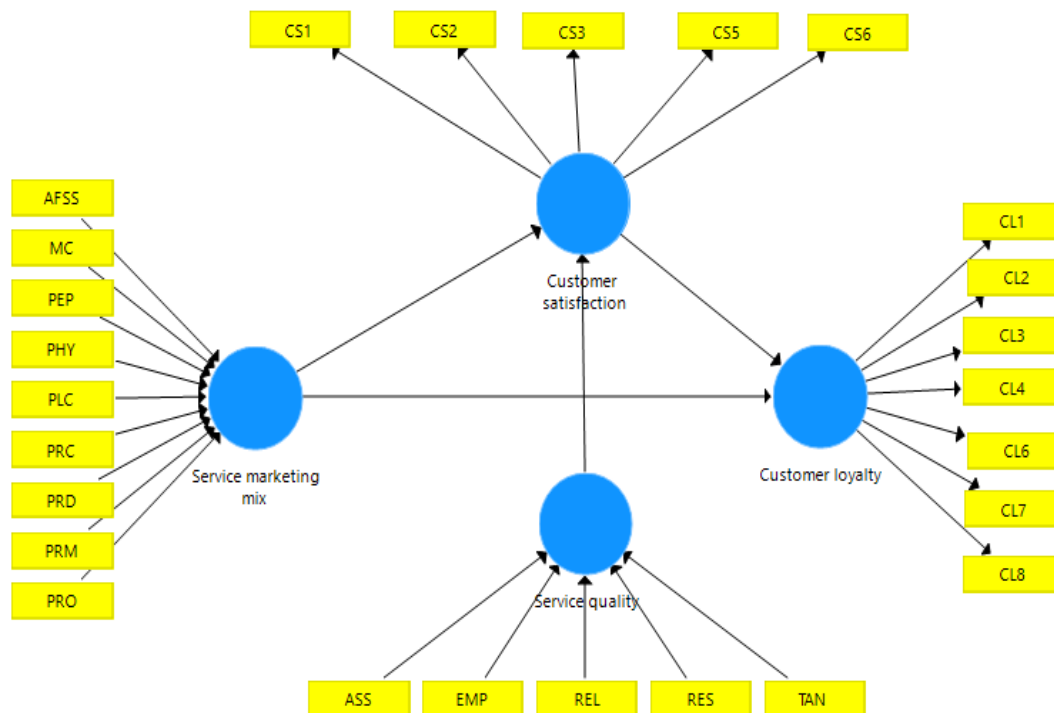 CS1
CS2
CS3
CS5
CS6
AFSS
MC
PEP
PHY
PLC
PRC
PRD
PRM
PRO
Customer
satisfaction
Service marketing
mix
Customer loyalty
CL1
CL2
CL3
CL4
CL6
CL7
CL8
Service quality
ASS
EMP
REL
RES
TAN